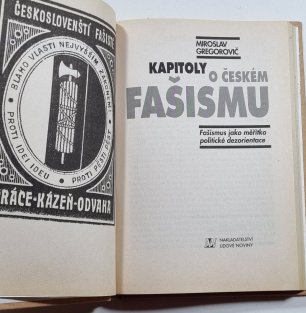 ČESKOSLOVENŠTÍ FAŠISTÉ
BLAHO VLASTI NEJVYŠŠÍM ZÁKONEM
PROTI IDEI IDEU • PROTI PĚSTI PĚST
PRÁCE-KÁZEŇ-ODVAHA
MIROSLAV
GREGOROVIČ
KAPITOLY
O ČESKÉM
FAŠISMU
Fašismus jako měřítko
politické dezorientace
NAKLADATELSTVÍ
LIDOVÉ NOVINY